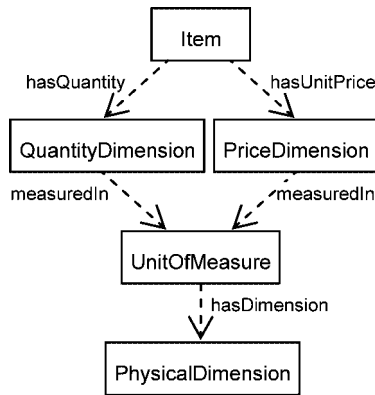 Item
hasQuantity
hasUnitPrice
QuantityDimension
PriceDimension
measuredIn
measuredIn
UnitOfMeasure
hasDimension
PhysicalDimension